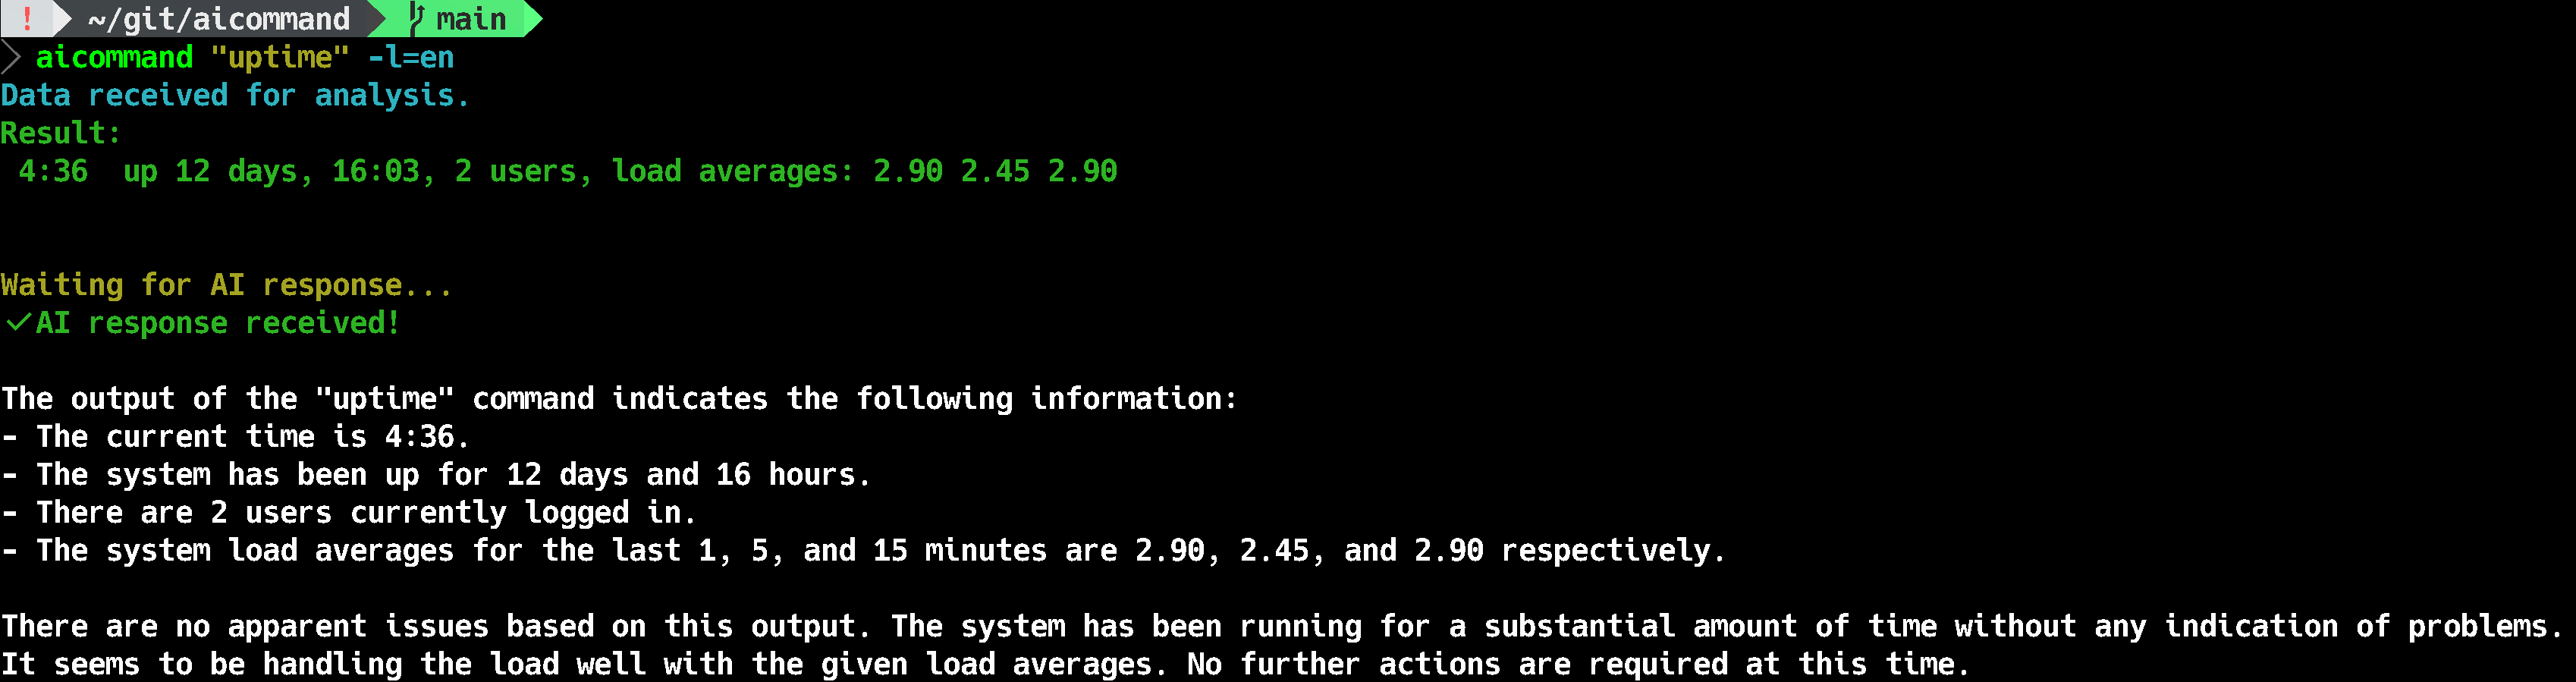 ! ~/git/aicommand main
> aicommand "uptime" -l=en
Data received for analysis.
Result:
 4:36  up 12 days, 16:03, 2 users, load averages: 2.90 2.45 2.90
Waiting for AI response...
✓AI response received!
The output of the "uptime" command indicates the following information:
- The current time is 4:36.
- The system has been up for 12 days and 16 hours.
- There are 2 users currently logged in.
- The system load averages for the last 1, 5, and 15 minutes are 2.90, 2.45, and 2.90 respectively.
There are no apparent issues based on this output. The system has been running for a substantial amount of time without any indication of problems.
It seems to be handling the load well with the given load averages. No further actions are required at this time.